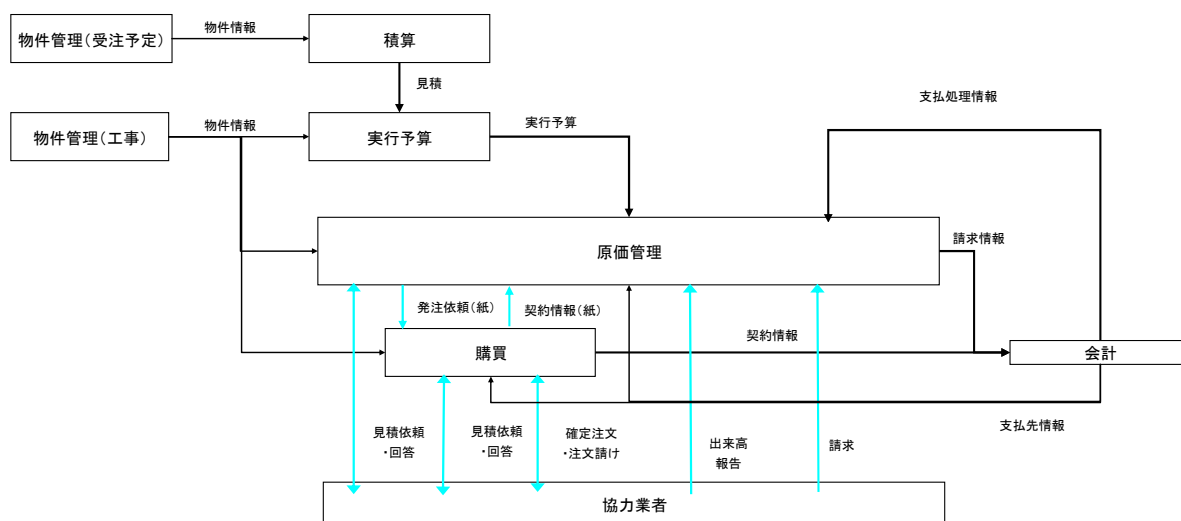 物件情報
物件管理(受注予定)
積算
見積
支払処理情報
物件情報
実行予算
物件管理(工事)
実行予算
原価管理
請求情報
発注依頼(紙)
契約情報(紙)
契約情報
購買
会計
見積依頼
・回答
見積依頼
・回答
確定注文
・注文請け
出来高
報告
請求
支払先情報
協力業者